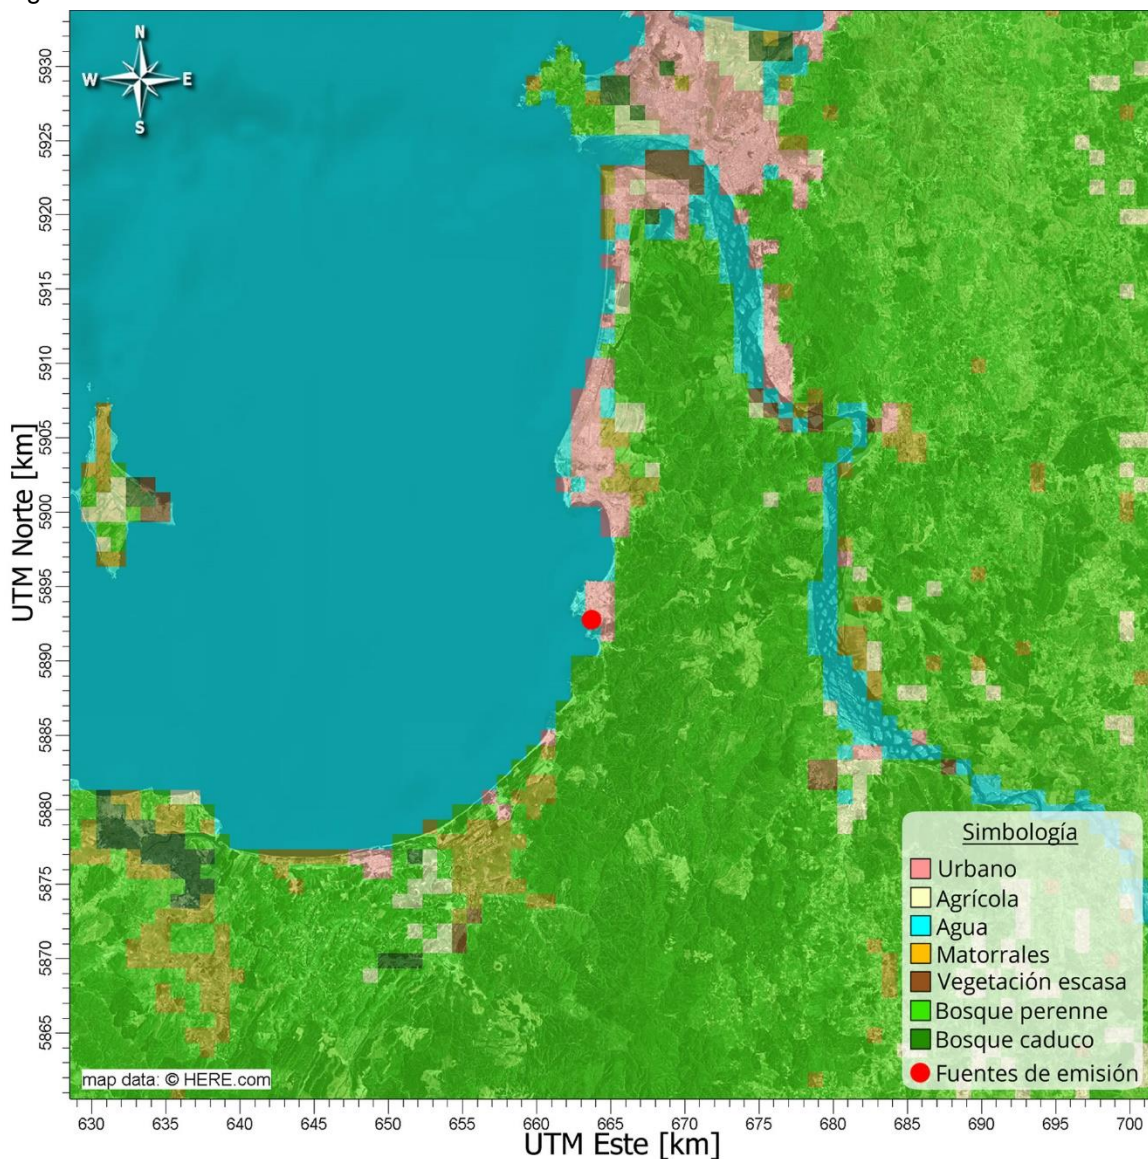 N
W E
S
UTM Norte [km]
5930
5925
5920
5915
5910
5905
5900
5895
5890
5885
5880
5875
5870
5865
Simbología
Urbano
Agrícola
Agua
Matorrales
Vegetación escasa
Bosque perenne
Bosque caduco
Fuentes de emisión
map data: © HERE.com
630 635 640 645 650 655 660 665 670 675 680 685 690 695 700
UTM Este [km]